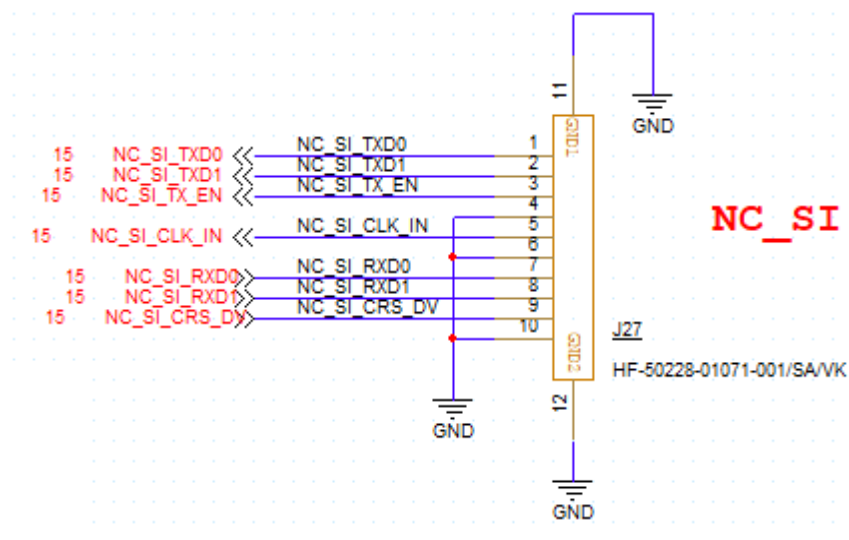 11
GND
GND1
15 NC_SI_TXD0 NC_SI_TXD0 1
15 NC_SI_TXD1 NC_SI_TXD1 2
15 NC_SI_TX_EN NC_SI_TX_EN 3
4
15 NC_SI_CLK_IN NC_SI_CLK_IN 5
6
15 NC_SI_RXD0 NC_SI_RXD0 7
15 NC_SI_RXD1 NC_SI_RXD1 8
15 NC_SI_CRS_DV NC_SI_CRS_DV 9
10
NC_SI
GND2
J27
HF-50228-01071-001/SA/VK
12
GND
GND